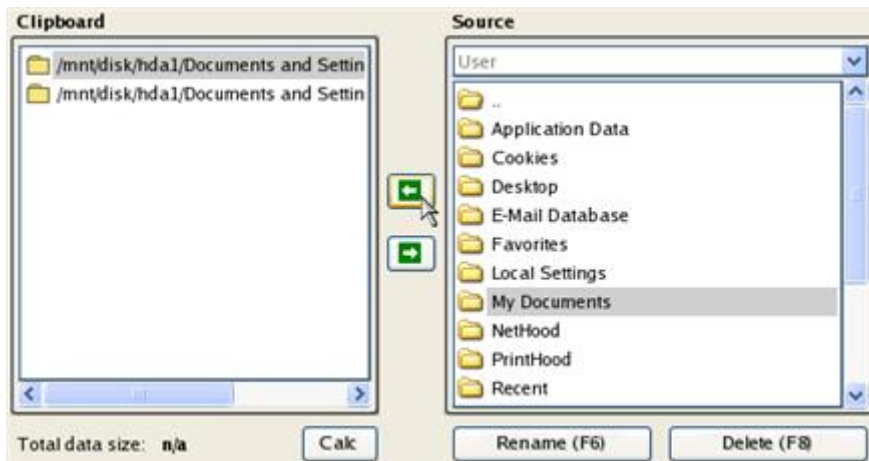 Clipboard
/mnt/disk/hda1/Documents and Settin
/mnt/disk/hda1/Documents and Settin
Total data size: n/a
Calc
Source
User
..
Application Data
Cookies
Desktop
E-Mail Database
Favorites
Local Settings
My Documents
NetHood
PrintHood
Recent
Rename (F6)
Delete (F8)